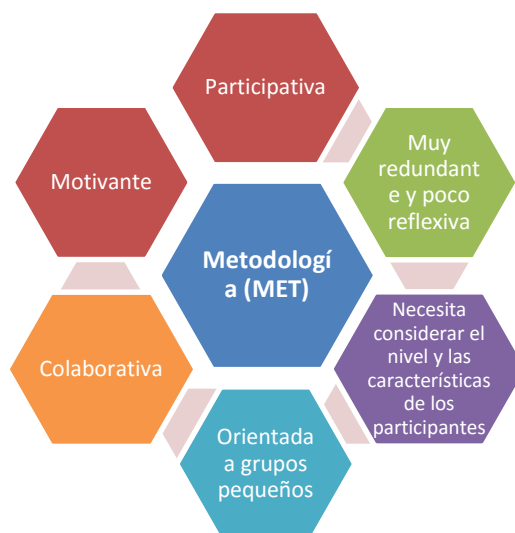 Participativa
Muy
redundant
e y poco
reflexiva
Necesita
considerar el
nivel y las
características
de los
participantes
Orientada
a grupos
pequeños
Colaborativa
Motivante
Metodologí
a (MET)